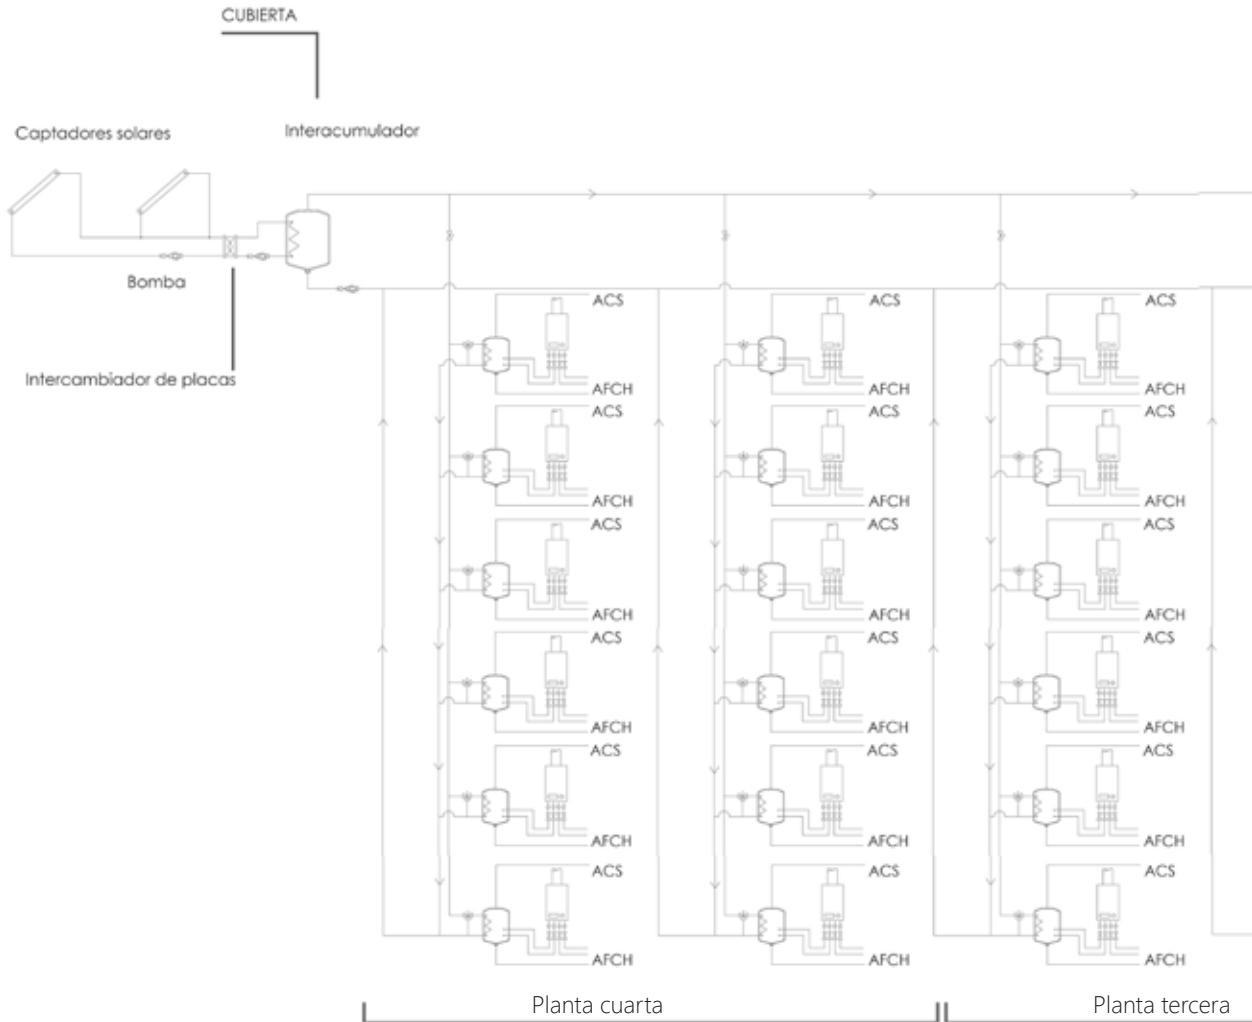 CUBIERTA
Captadores solares
Interacumulador
Bomba
Intercambiador de placas
ACS ACS ACS
AFCH AFCH AFCH
ACS ACS ACS
AFCH AFCH AFCH
ACS ACS ACS
AFCH AFCH AFCH
ACS ACS ACS
AFCH AFCH AFCH
ACS ACS ACS
AFCH AFCH AFCH
ACS ACS ACS
AFCH AFCH AFCH
Planta cuarta Planta tercera